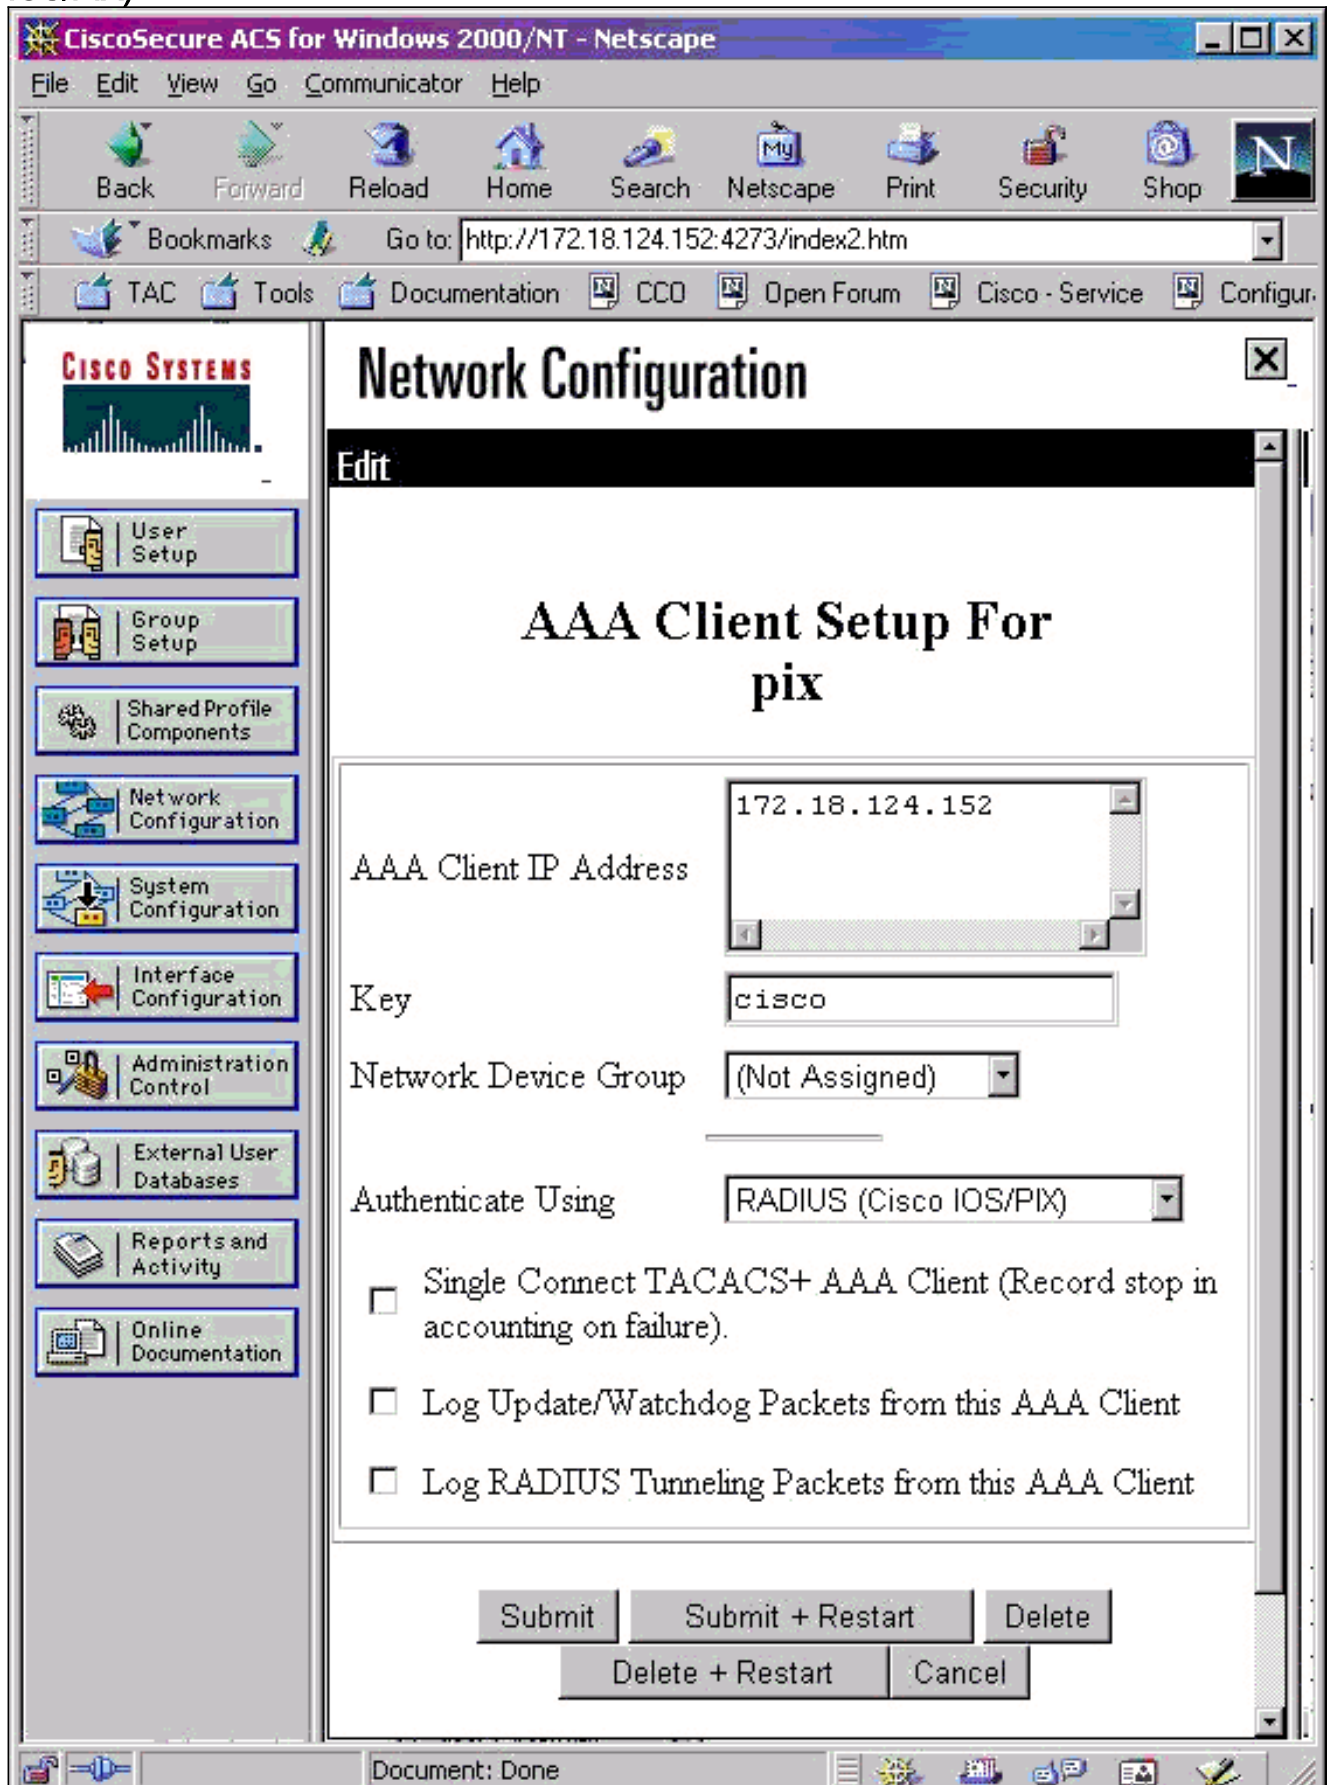 CiscoSecure ACS for Windows 2000/NT - Netscape
File Edit View Go Communicator Help
Back Forward Reload Home Search Netscape Print Security Shop
My
N
Bookmarks Go to: http://172.18.124.152:4273/index2.htm
TAC Tools Documentation CCO Open Forum Cisco - Service Configur
CISCO SYSTEMS
Network Configuration
Edit
User
Setup
Group
Setup
Shared Profile
Components
Network
Configuration
System
Configuration
Interface
Configuration
Administration
Control
External User
Databases
Reports and
Activity
Online
Documentation
AAA Client Setup For
pix
AAA Client IP Address 172.18.124.152
Key cisco
Network Device Group (Not Assigned)
Authenticate Using RADIUS (Cisco IOS/PIX)
Single Connect TACACS+ AAA Client (Record stop in
accounting on failure).
Log Update/Watchdog Packets from this AAA Client
Log RADIUS Tunneling Packets from this AAA Client
Submit Submit + Restart Delete
Delete + Restart Cancel
Document: Done